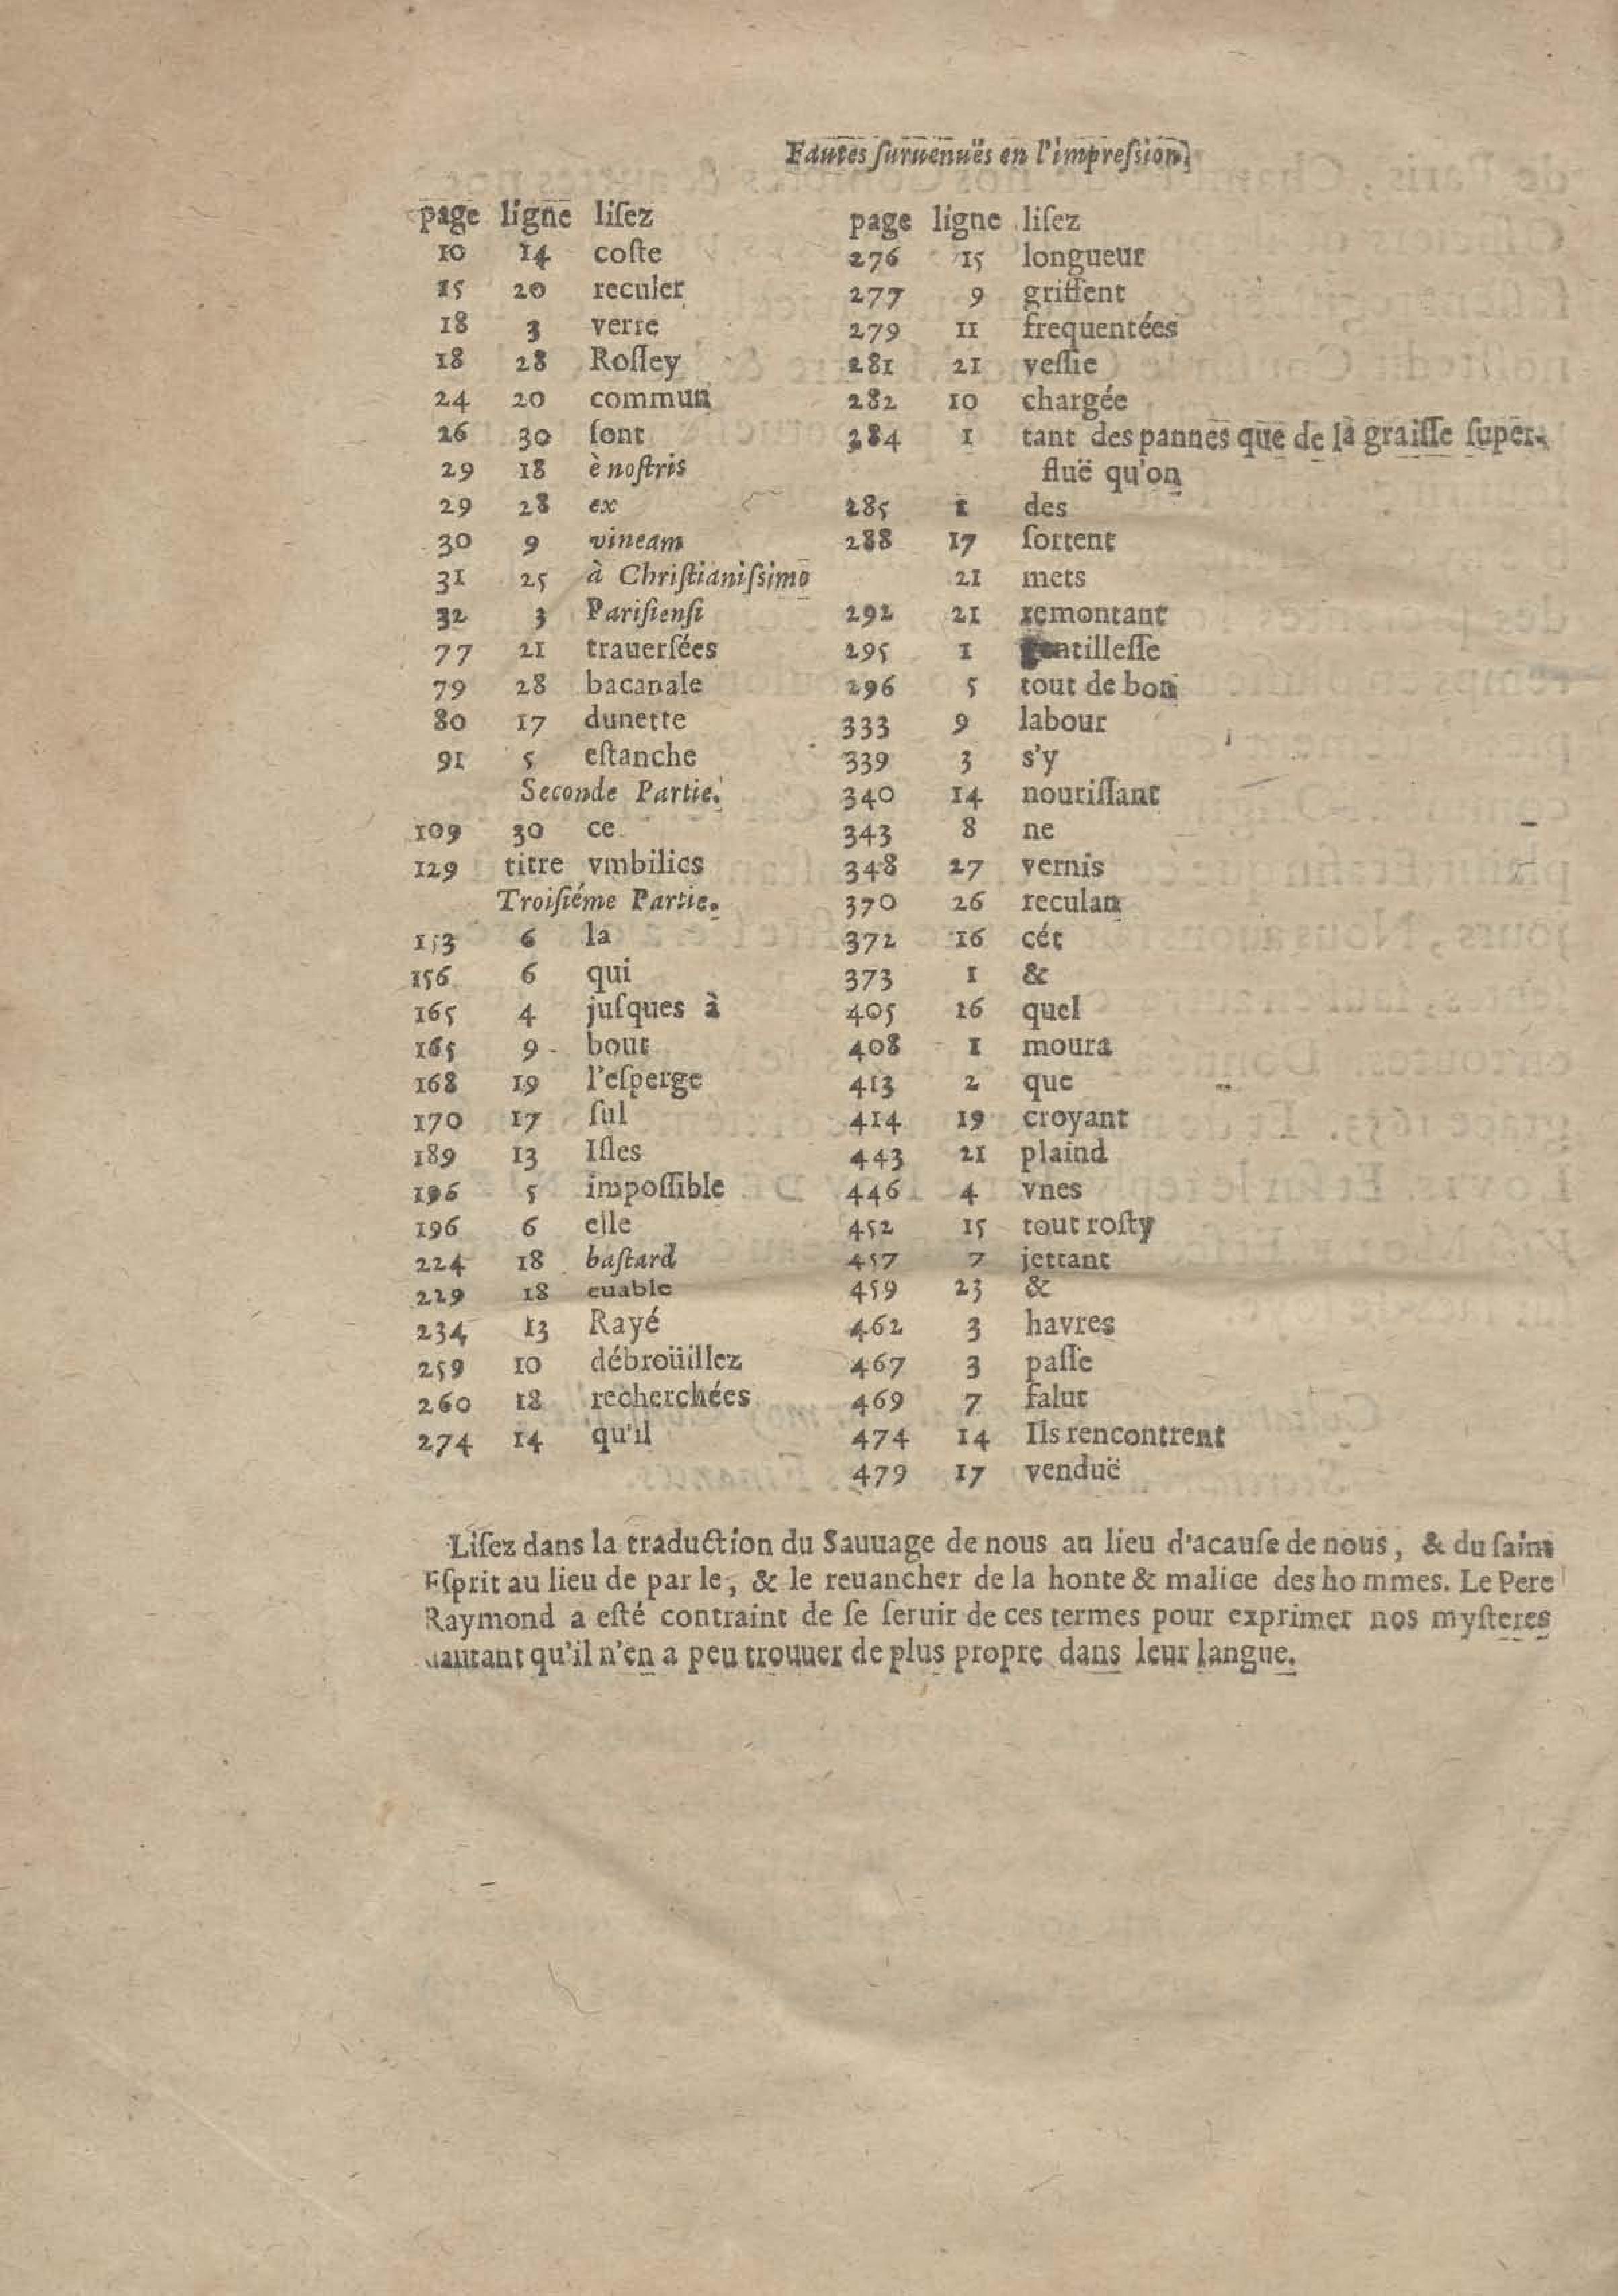 Fautes ſuruenuës en l'impreſsion.
page ligne liſez
10 14 coſte
15 20 reculer
18 3 verre
18 28 Roſſey
24 20 commun
26 30 ſont
29 18 è noſtris
29 28 ex
30 9 vineam
31 25 à Chriſtianiſsimo
32 3 Pariſienſi
77 21 trauerſées
79 28 bacanale
80 17 dunette
91 5 eſtanche
Seconde Partie.
109 30 ce
129 titre vmbilics
Troiſiéme Partie.
153 6 la
156 6 qui
165 4 juſques à
165 9 bout
168 19 l'eſperge
170 17 ſul
189 13 Iſles
196 5 impoſſible
196 6 elle
224 18 baſtard
229 18 euable
234 13 Rayé
259 10 débroüillez
260 18 recherchées
274 14 qu'il
page ligne liſez
276 15 longueur
277 9 griffent
279 11 frequentées
281 21 veſſie
282 10 chargée
284 1 tant des pannes que de la graiſſe ſuper-
fluë qu'on
285 1 des
288 17 ſortent
21 mets
292 21 remontant
295 1 gentilleſſe
296 5 tout de bon
333 9 labour
339 3 s'y
340 14 nouriſſant
343 8 ne
348 27 vernis
370 26 reculan
372 16 cét
373 1 &
405 16 quel
408 1 moura
413 2 que
414 19 croyant
443 21 plaind
446 4 vnes
452 15 tout roſty
457 7 jettant
459 23 &
462 3 havres
467 3 paſſe
469 7 falut
474 14 Ils rencontrent
479 17 venduë
Liſez dans la traduction du Sauuage de nous au lieu d'acauſe de nous, & du ſaint
Eſprit au lieu de par le, & le reuancher de la honte & malice des ho mmes. Le Pere
Raymond a eſté contraint de ſe ſeruir de ces termes pour exprimer nos myſteres
dautant qu'il n'en a peu trouuer de plus propre dans leur langue.